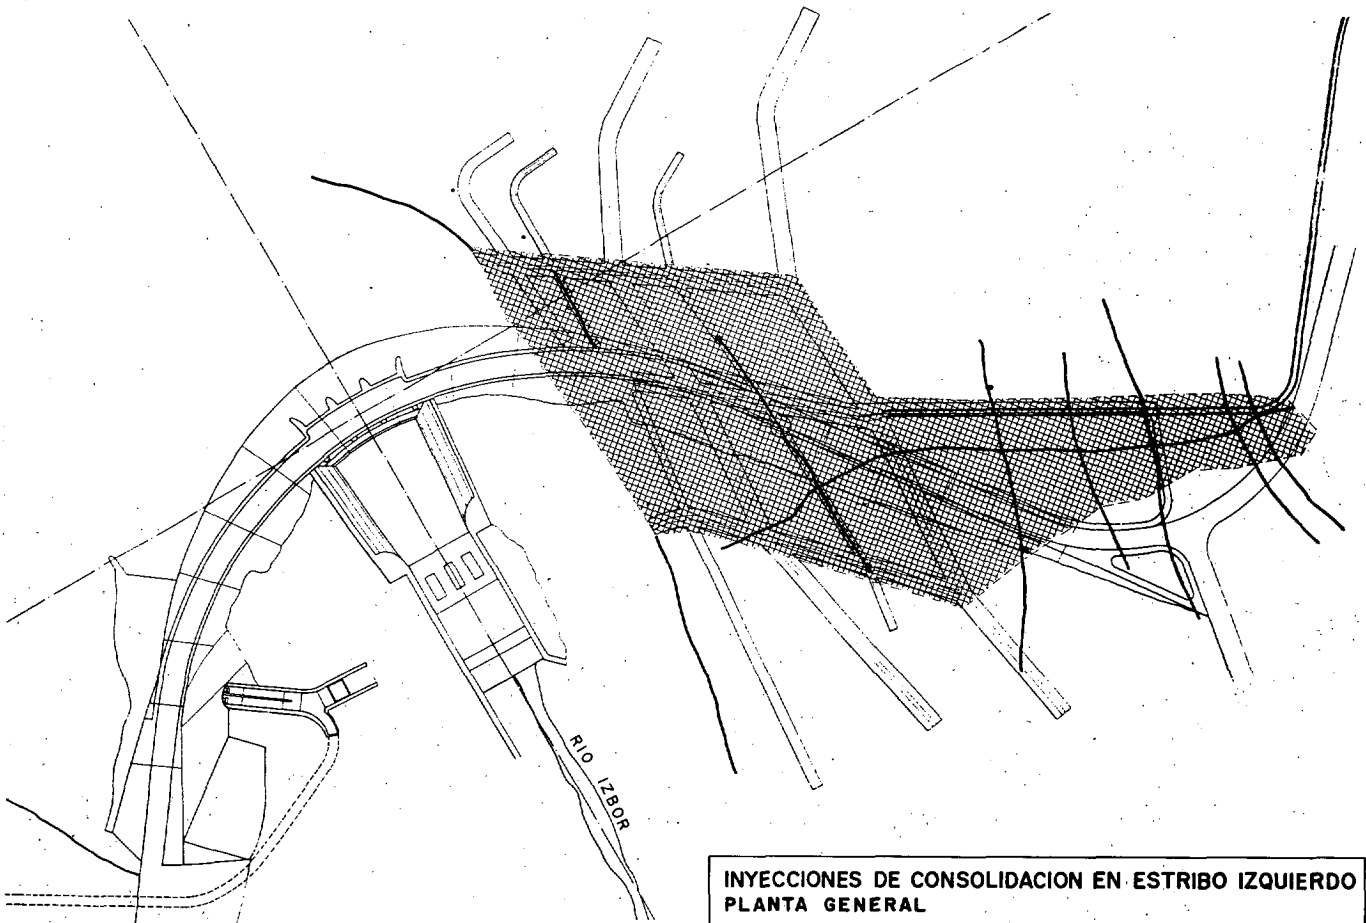 RIO IZBOR
INYECCIONES DE CONSOLIDACION EN ESTRIBO IZQUIERDO
PLANTA GENERAL